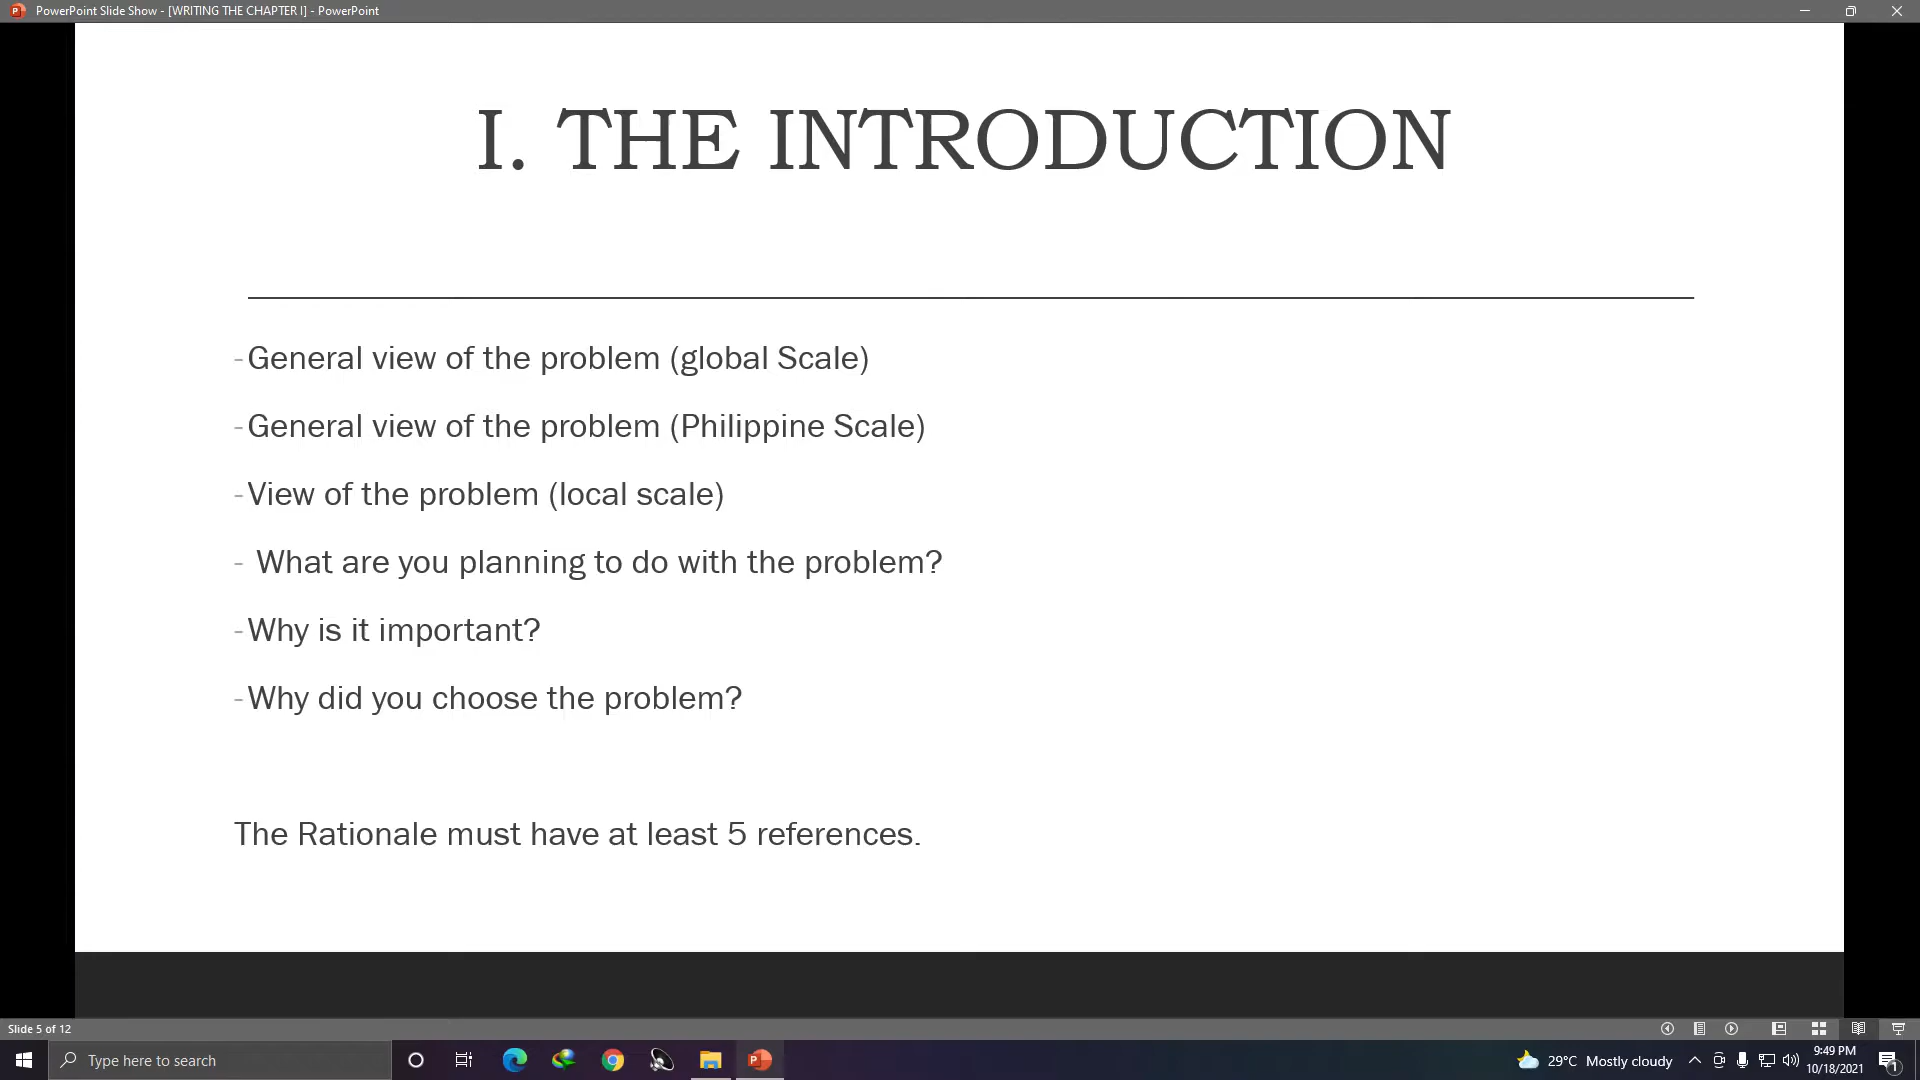 PowerPoint Slide Show - [WRITING THE CHAPTER I] - PowerPoint
I. THE INTRODUCTION
-General view of the problem (global Scale)
-General view of the problem (Philippine Scale)
-View of the problem (local scale)
- What are you planning to do with the problem?
-Why is it important?
-Why did you choose the problem?
The Rationale must have at least 5 references.
Slide 5 of 12
Type here to search
29°C Mostly cloudy
9:49 PM
10/18/2021
1